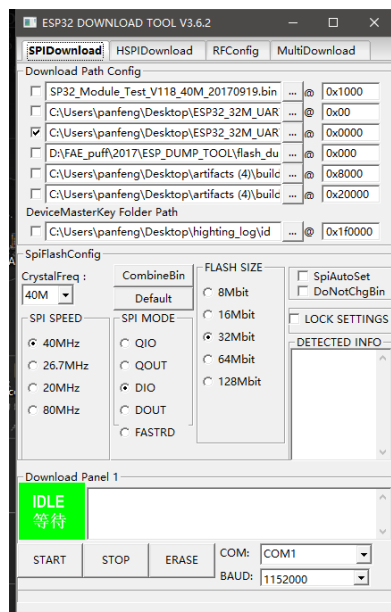 ESP32 DOWNLOAD TOOL V3.6.2
SPIDownload HSPIDownload RFConfig MultiDownload
Download Path Config
SP32_Module_Test_V118_40M_20170919.bin ... @ 0x1000
C:\Users\panfeng\Desktop\ESP32_32M_UAR ... @ 0x00
C:\Users\panfeng\Desktop\ESP32_32M_UAR ... @ 0x0000
D:\FAE_puff\2017\ESP_DUMP_TOOL\flash_du ... @ 0x000
C:\Users\panfeng\Desktop\artifacts (4)\build ... @ 0x8000
C:\Users\panfeng\Desktop\artifacts (4)\build ... @ 0x20000
DeviceMasterKey Folder Path
C:\Users\panfeng\Desktop\highting_log\id ... @ 0x1f0000
SpiFlashConfig
CrystalFreq : CombineBin FLASH SIZE SpiAutoSet
40M Default 8Mbit DoNotChgBin
SPI SPEED SPI MODE 16Mbit LOCK SETTINGS
40MHz QIO 32Mbit DETECTED INFO
26.7MHz QOUT 64Mbit
20MHz DIO 128Mbit
80MHz DOUT
FASTRD
Download Panel 1
IDLE
等待
START STOP ERASE COM: COM1
BAUD: 1152000